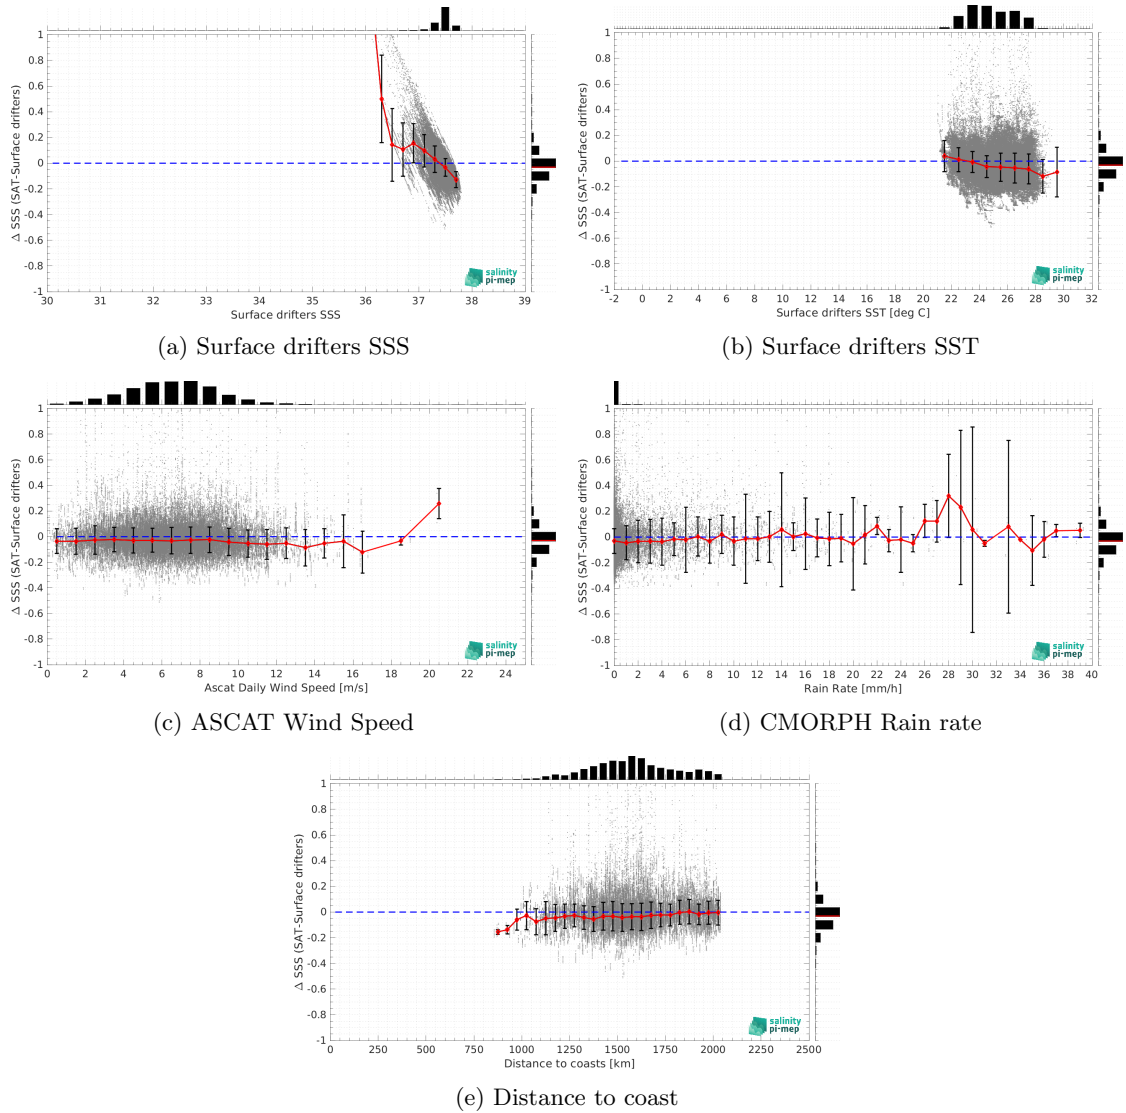 1
0.8
0.6
0.4
0.2
0
-0.2
-0.4
-0.6
-0.8
-1
Δ SSS (SAT-Surface drifters)
salinity
pi-mep
30 31 32 33 34 35 36 37 38 39
Surface drifters SSS
(a) Surface drifters SSS
1
0.8
0.6
0.4
0.2
0
-0.2
-0.4
-0.6
-0.8
-1
Δ SSS (SAT-Surface drifters)
salinity
pi-mep
-2 0 2 4 6 8 10 12 14 16 18 20 22 24 26 28 30 32
Surface drifters SST [deg C]
(b) Surface drifters SST
1
0.8
0.6
0.4
0.2
0
-0.2
-0.4
-0.6
-0.8
-1
Δ SSS (SAT-Surface drifters)
salinity
pi-mep
0 2 4 6 8 10 12 14 16 18 20 22 24
Ascat Daily Wind Speed [m/s]
(c) ASCAT Wind Speed
1
0.8
0.6
0.4
0.2
0
-0.2
-0.4
-0.6
-0.8
-1
Δ SSS (SAT-Surface drifters)
salinity
pi-mep
0 2 4 6 8 10 12 14 16 18 20 22 24 26 28 30 32 34 36 38 40
Rain Rate [mm/h]
(d) CMORPH Rain rate
1
0.8
0.6
0.4
0.2
0
-0.2
-0.4
-0.6
-0.8
-1
Δ SSS (SAT-Surface drifters)
salinity
pi-mep
0 250 500 750 1000 1250 1500 1750 2000 2250 2500
Distance to coasts [km]
(e) Distance to coast